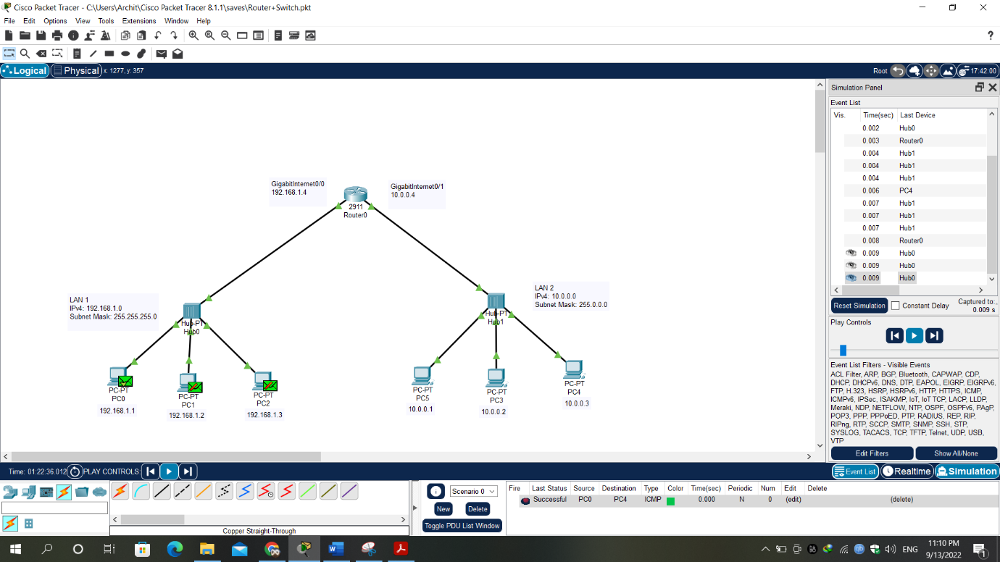 Cisco Packet Tracer - C:\Users\Archit\Cisco Packet Tracer 8.1.1\saves\Router+Switch.pkt
File Edit Options View Tools Extensions Window Help
?
Logical Physical x: 1277, y: 357
Root 17:42:00
GigabitInternet0/0
192.168.1.4
GigabitInternet0/1
10.0.0.4
2911
Router0
LAN 1
IPv4: 192.168.1.0
Subnet Mask: 255.255.255.0
Hub-PT
Hub0
LAN 2
IPv4: 10.0.0.0
Subnet Mask: 255.0.0.0
Hub-PT
Hub1
PC-PT
PC0
192.168.1.1
PC-PT
PC1
192.168.1.2
PC-PT
PC2
192.168.1.3
PC-PT
PC5
10.0.0.1
PC-PT
PC3
10.0.0.2
PC-PT
PC4
10.0.0.3
Simulation Panel
Event List
Vis. Time(sec) Last Device
0.002 Hub0
0.003 Router0
0.004 Hub1
0.004 Hub1
0.004 Hub1
0.006 PC4
0.007 Hub1
0.007 Hub1
0.007 Hub1
0.008 Router0
0.009 Hub0
0.009 Hub0
0.009 Hub0
Reset Simulation Constant Delay Captured to:
0.009 s
Play Controls
Event List Filters - Visible Events
ACL Filter, ARP, BGP, Bluetooth, CAPWAP, CDP,
DHCP, DHCPv6, DNS, DTP, EAPOL, EIGRP, EIGRPv6,
FTP, H.323, HSRP, HSRPv6, HTTP, HTTPS, ICMP,
ICMPv6, IPSec, ISAKMP, IoT, IoT TCP, LACP, LLDP,
Meraki, NDP, NETFLOW, NTP, OSPF, OSPFv6, PAgP,
POP3, PPP, PPPoED, PTP, RADIUS, REP, RIP,
RIPng, RTP, SCCP, SMTP, SNMP, SSH, STP,
SYSLOG, TACACS, TCP, TFTP, Telnet, UDP, USB,
VTP
Edit Filters Show All/None
Time: 01:22:36.012 PLAY CONTROLS:
Event List Realtime Simulation
Copper Straight-Through
Scenario 0
New Delete
Toggle PDU List Window
Fire Last Status Source Destination Type Color Time(sec) Periodic Num Edit Delete
Successful PC0 PC4 ICMP 0.000 N 0 (edit) (delete)
ENG
11:10 PM
9/13/2022
1